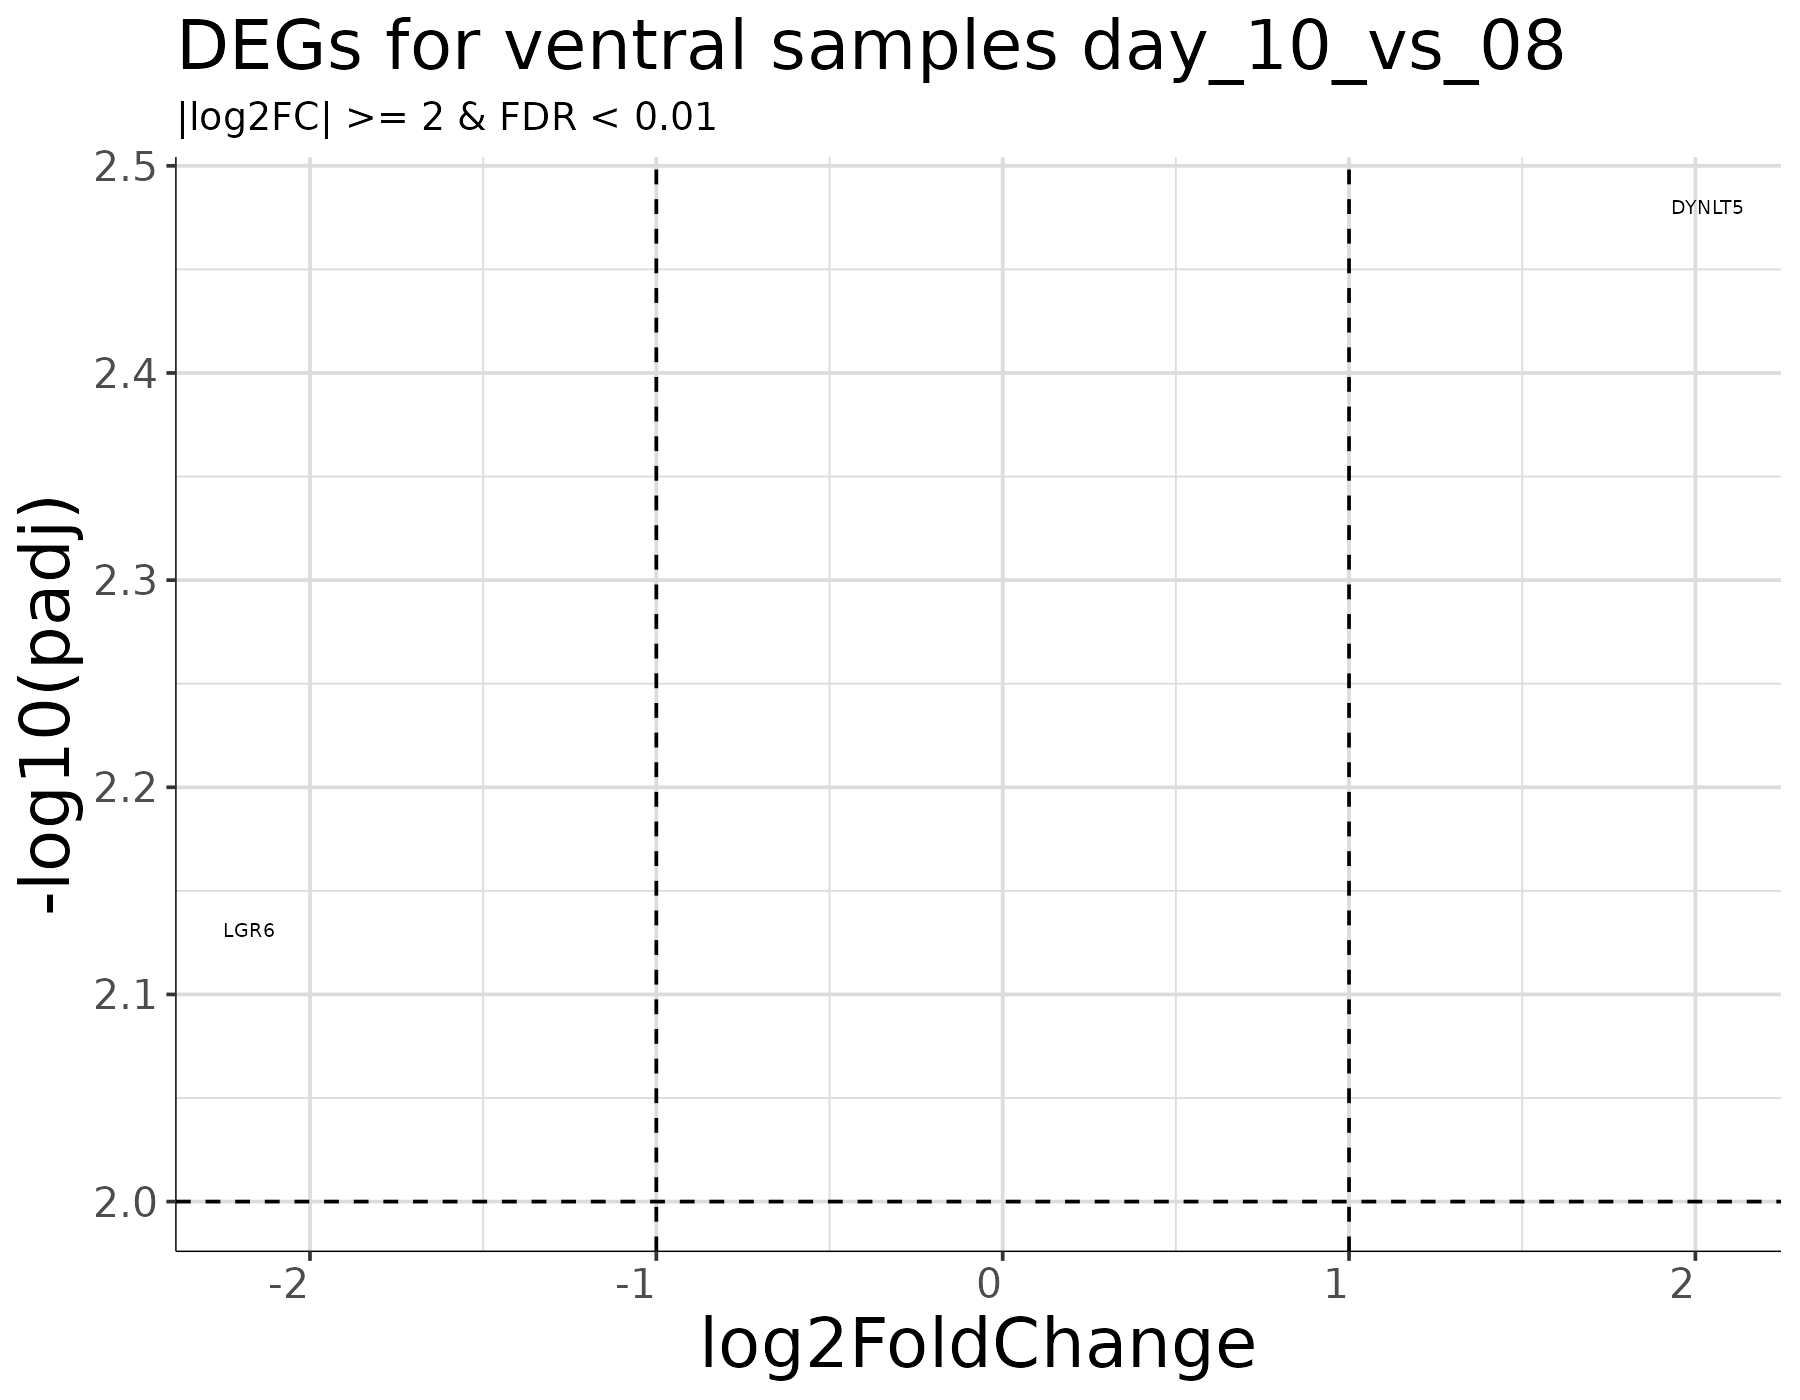 DEGs for ventral samples day_10_vs_08
|log2FC| >= 2 & FDR < 0.01
2.5
DYNLT5
2.4
2.3
-log10(padj)
2.2
LGR6
2.1
2.0
-2 -1 0 1 2
log2FoldChange